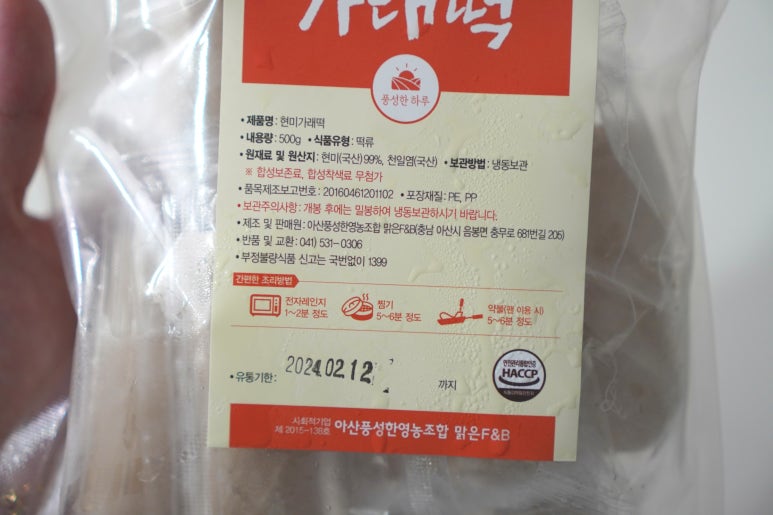 가래떡
풍성한 하루
• 제품명 : 현미가래떡
• 내용량 : 500g • 식품유형 : 떡류
• 원재료 및 원산지 : 현미(국산) 99%, 천일염(국산) • 보관방법 : 냉동보관
※ 합성보존료, 합성착색료 무첨가
• 품목제조보고번호 : 20160461201102 • 포장재질 : PE, PP
• 보관주의사항 : 개봉 후에는 밀봉하여 냉동보관하시기 바랍니다.
• 제조 및 판매원 : 아산풍성한영농조합 맑은F&B(충남 아산시 음봉면 충무로 681번길 205)
• 반품 및 교환 : 041) 531-0306
• 부정불량식품 신고는 국번없이 1399
간편한 조리방법
전자레인지
1~2분 정도
찜기
5~6분 정도
약불(팬 이용 시)
5~6분 정도
• 유통기한 : 2024.02.12 까지
HACCP
사회적기업
제 2015-138호
아산풍성한영농조합 맑은F&B